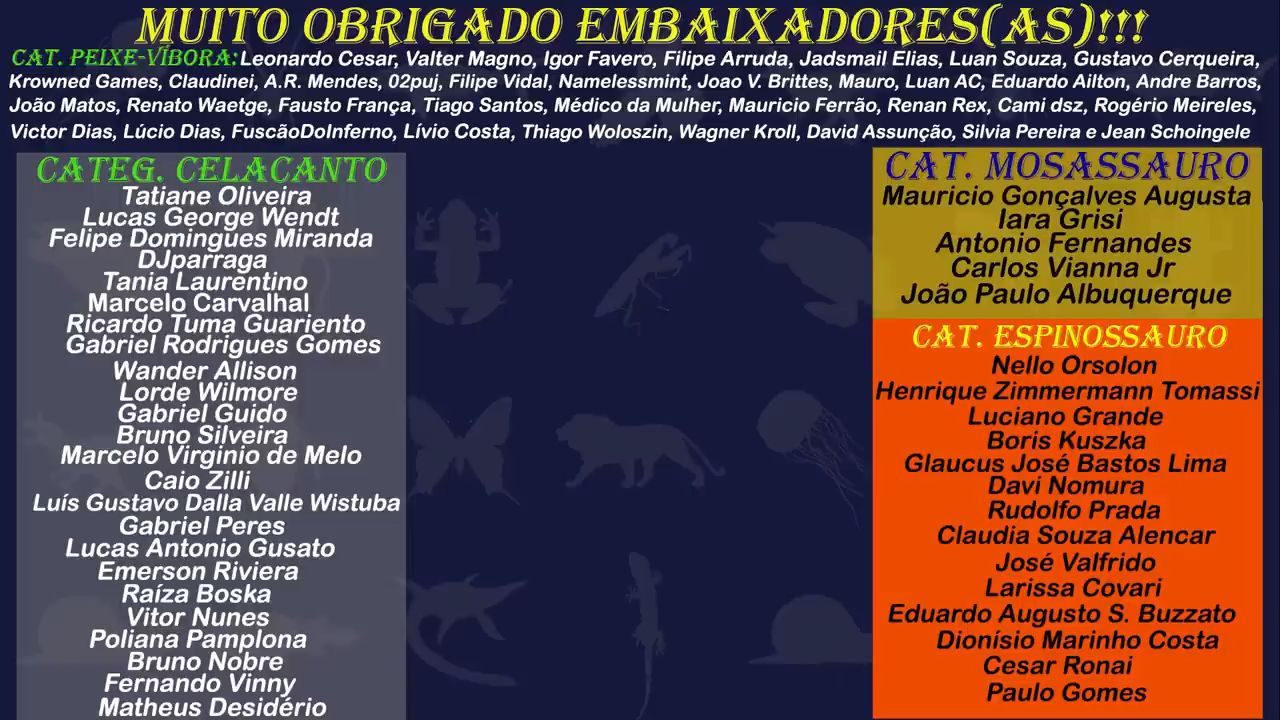 MUITO OBRIGADO EMBAIXADORES(AS)!!!
CAT. PEIXE-VÍBORA: Leonardo Cesar, Valter Magno, Igor Favero, Filipe Arruda, Jadsmail Elias, Luan Souza, Gustavo Cerqueira,
Krowned Games, Claudinei, A.R. Mendes, 02puj, Filipe Vidal, Namelessmint, Joao V. Brittes, Mauro, Luan AC, Eduardo Ailton, Andre Barros,
João Matos, Renato Waetge, Fausto França, Tiago Santos, Médico da Mulher, Mauricio Ferrão, Renan Rex, Cami dsz, Rogério Meireles,
Victor Dias, Lúcio Dias, FuscãoDoInferno, Lívio Costa, Thiago Woloszin, Wagner Kroll, David Assunção, Silvia Pereira e Jean Schoingele
CATEG. CELACANTO
Tatiane Oliveira
Lucas George Wendt
Felipe Domingues Miranda
DJparraga
Tania Laurentino
Marcelo Carvalhal
Ricardo Tuma Guariento
Gabriel Rodrigues Gomes
Wander Allison
Lorde Wilmore
Gabriel Guido
Bruno Silveira
Marcelo Virginio de Melo
Caio Zilli
Luís Gustavo Dalla Valle Wistuba
Gabriel Peres
Lucas Antonio Gusato
Emerson Riviera
Raíza Boska
Vitor Nunes
Poliana Pamplona
Bruno Nobre
Fernando Vinny
Matheus Desidério
CAT. MOSASSAURO
Mauricio Gonçalves Augusta
Iara Grisi
Antonio Fernandes
Carlos Vianna Jr
João Paulo Albuquerque
CAT. ESPINOSSAURO
Nello Orsolon
Henrique Zimmermann Tomassi
Luciano Grande
Boris Kuszka
Glaucus José Bastos Lima
Davi Nomura
Rudolfo Prada
Claudia Souza Alencar
José Valfrido
Larissa Covari
Eduardo Augusto S. Buzzato
Dionísio Marinho Costa
Cesar Ronai
Paulo Gomes